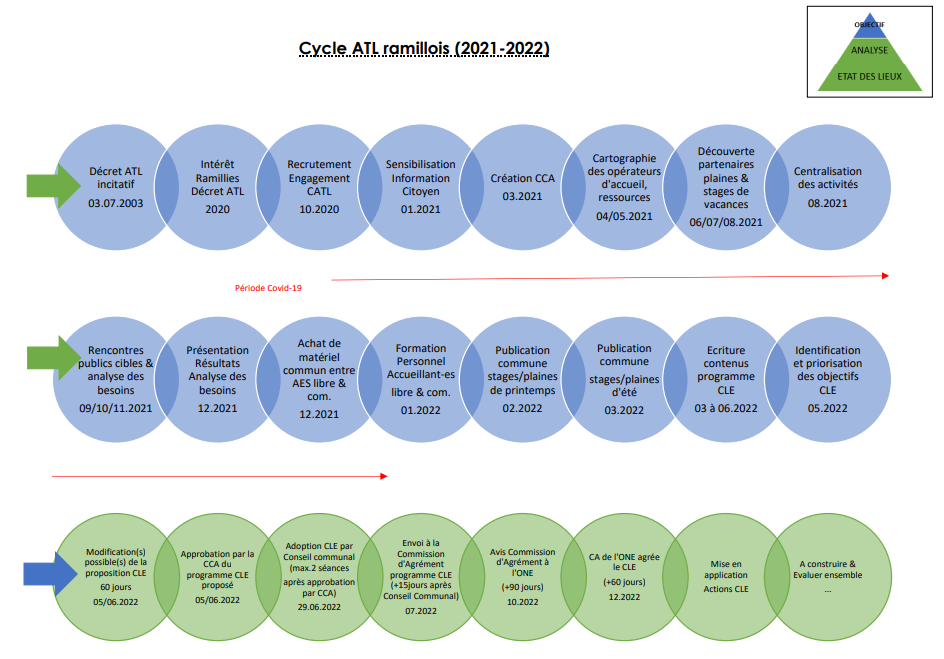 Cycle ATL ramillois (2021-2022)
OBJECTIF
ANALYSE
ETAT DES LIEUX
Décret ATL
incitatif
03.07.2003
Intérêt
Ramillies
Décret ATL
2020
Recrutement
Engagement
CATL
10.2020
Sensibilisation
Information
Citoyen
01.2021
Création CCA
03.2021
Cartographie
des opérateurs
d'accueil,
ressources
04/05.2021
Découverte
partenaires
plaines &
stages de
vacances
06/07/08.2021
Centralisation
des activités
08.2021
Période Covid-19
Rencontres
publics cibles &
analyse des
besoins
09/10/11.2021
Présentation
Résultats
Analyse des
besoins
12.2021
Achat de
matériel
commun entre
AES libre &
com.
12.2021
Formation
Personnel
Accueillant-es
libre & com.
01.2022
Publication
commune
stages/plaines
de printemps
02.2022
Publication
commune
stages/plaines
d'été
03.2022
Ecriture
contenus
programme
CLE
03 à 06.2022
Identification
et priorisation
des objectifs
CLE
05.2022
Modification(s)
possible(s) de la
proposition CLE
60 jours
05/06.2022
Approbation par la
CCA du
programme CLE
proposé
05/06.2022
Adoption CLE par
Conseil communal
(max.2 séances
après approbation
par CCA)
29.06.2022
Envoi à la
Commission
d'Agrément
programme CLE
(+15jours après
Conseil Communal)
07.2022
Avis Commission
d'Agrément à
l'ONE
(+90 jours)
10.2022
CA de l'ONE agrée
le CLE
(+60 jours)
12.2022
Mise en
application
Actions CLE
A construire &
Evaluer ensemble
...